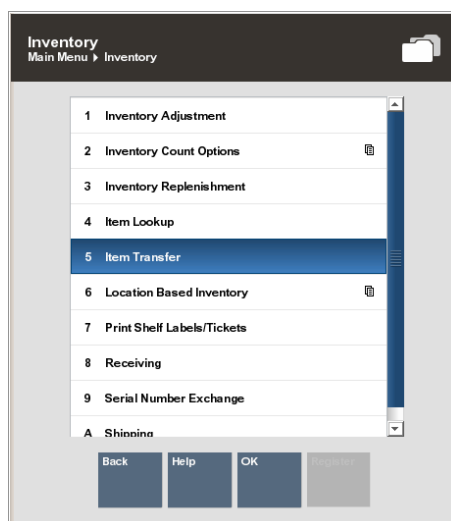 Inventory
Main Menu ▸ Inventory
1 Inventory Adjustment
2 Inventory Count Options
3 Inventory Replenishment
4 Item Lookup
5 Item Transfer
6 Location Based Inventory
7 Print Shelf Labels/Tickets
8 Receiving
9 Serial Number Exchange
A Shipping
Back Help OK Register